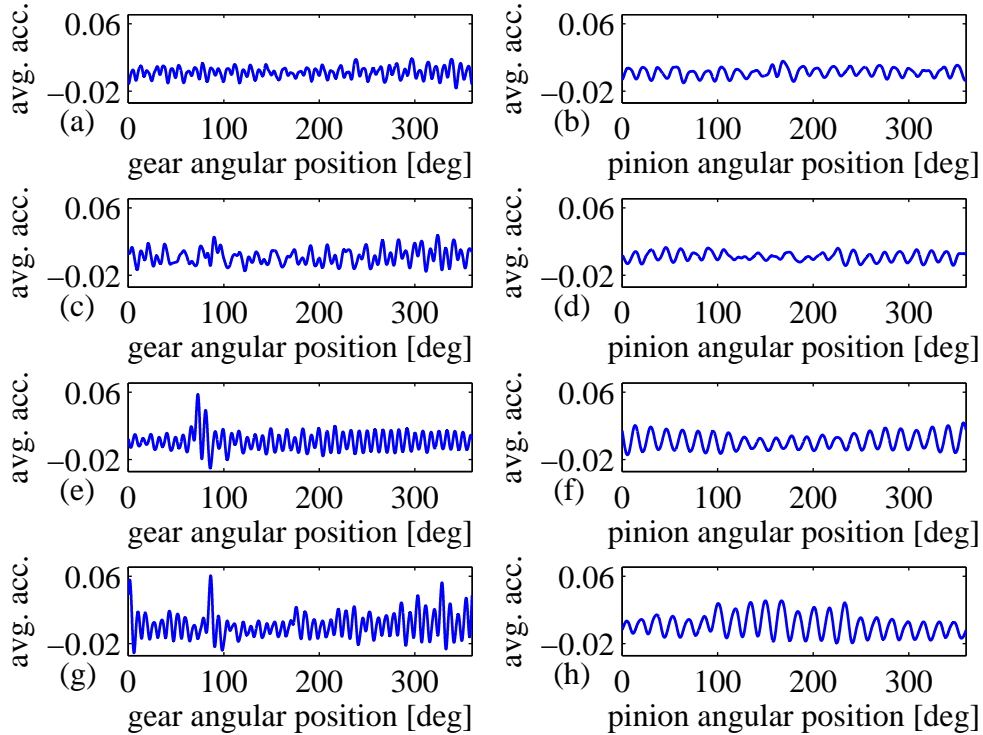 avg. acc.
0.06
−0.02
(a)
0 100 200 300
gear angular position [deg]
avg. acc.
0.06
−0.02
(b)
0 100 200 300
pinion angular position [deg]
avg. acc.
0.06
−0.02
(c)
0 100 200 300
gear angular position [deg]
avg. acc.
0.06
−0.02
(d)
0 100 200 300
pinion angular position [deg]
avg. acc.
0.06
−0.02
(e)
0 100 200 300
gear angular position [deg]
avg. acc.
0.06
−0.02
(f)
0 100 200 300
pinion angular position [deg]
avg. acc.
0.06
−0.02
(g)
0 100 200 300
gear angular position [deg]
avg. acc.
0.06
−0.02
(h)
0 100 200 300
pinion angular position [deg]